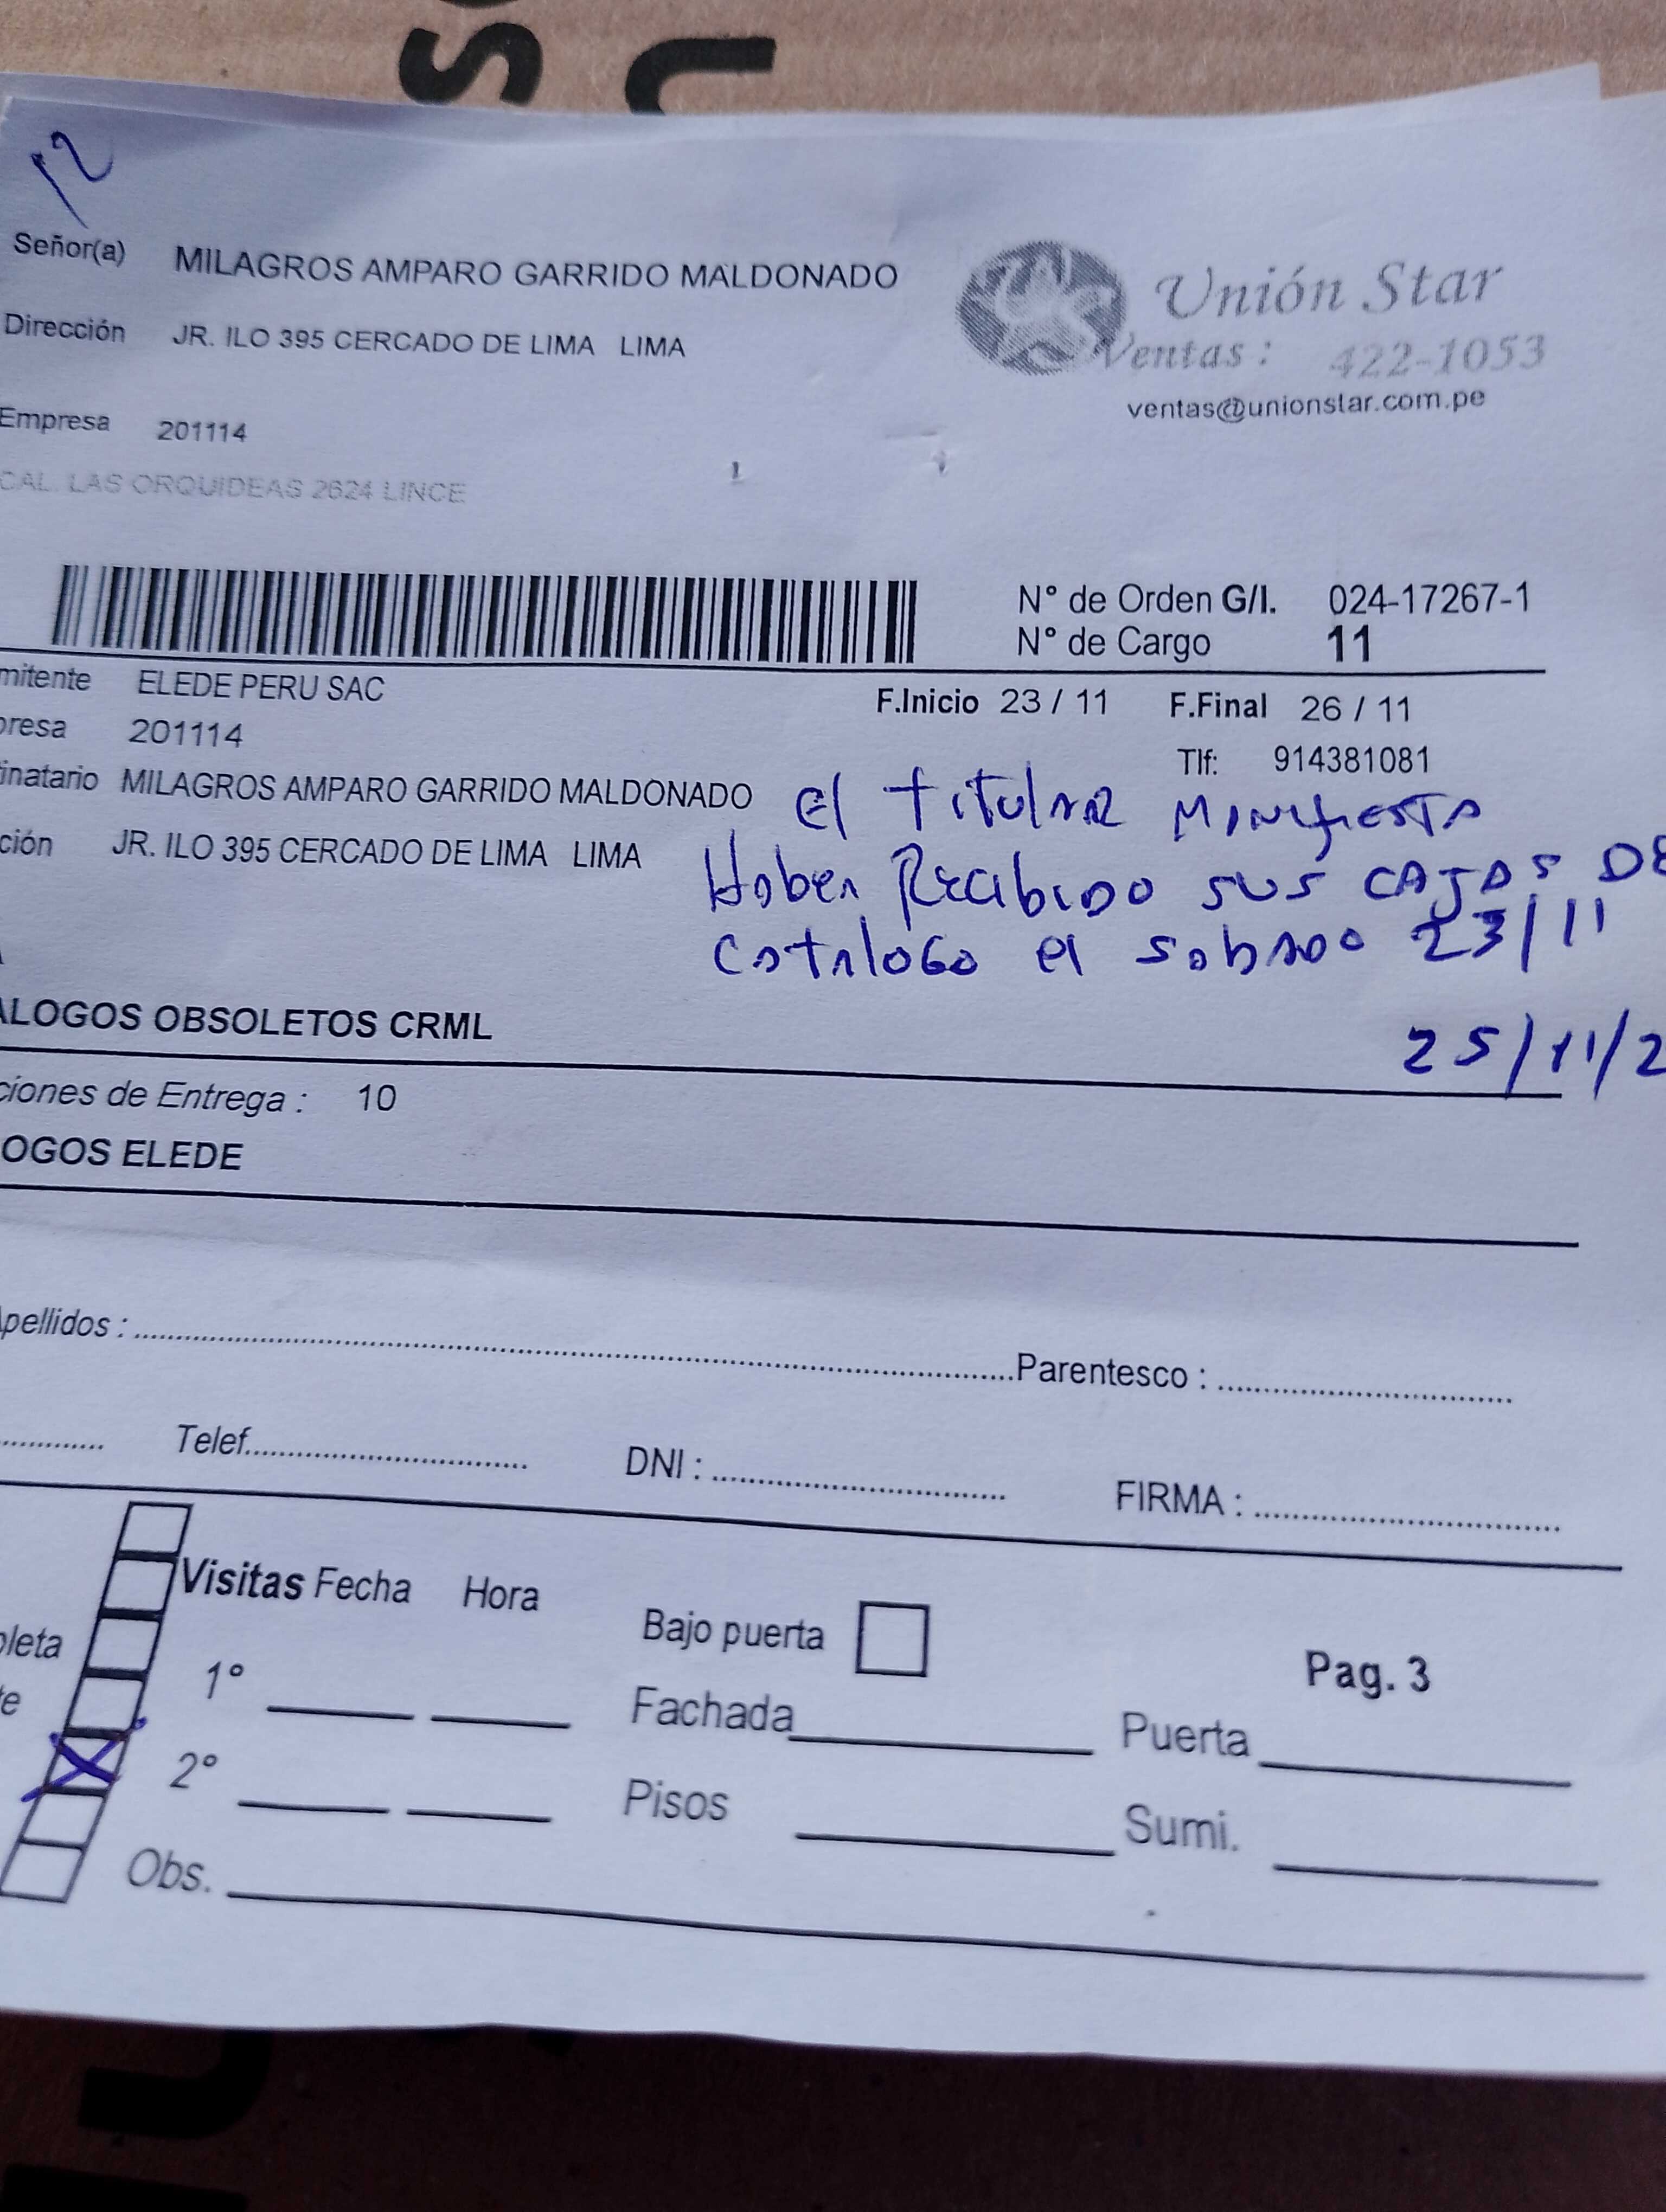 12
Señor(a) MILAGROS AMPARO GARRIDO MALDONADO
Unión Star
Dirección JR. ILO 395 CERCADO DE LIMA LIMA
Ventas : 422-1053
ventas@unionstar.com.pe
Empresa 201114
CAL. LAS ORQUIDEAS 2624 LINCE
N° de Orden G/I. 024-17267-1
N° de Cargo 11
mitente ELEDE PERU SAC
F.Inicio 23 / 11 F.Final 26 / 11
resa 201114
Tlf: 914381081
inatario MILAGROS AMPARO GARRIDO MALDONADO
el titular MANIFIESTA
ción JR. ILO 395 CERCADO DE LIMA LIMA
Haber Recibido sus CAJAS DE
Catalogo el sabado 23/11
ALOGOS OBSOLETOS CRML
25/11/2
ciones de Entrega : 10
OGOS ELEDE
Apellidos : Parentesco :
Telef. DNI : FIRMA :
Visitas Fecha Hora
Bajo puerta
leta
Pag. 3
e
1° Fachada Puerta
X
2° Pisos Sumi.
Obs.